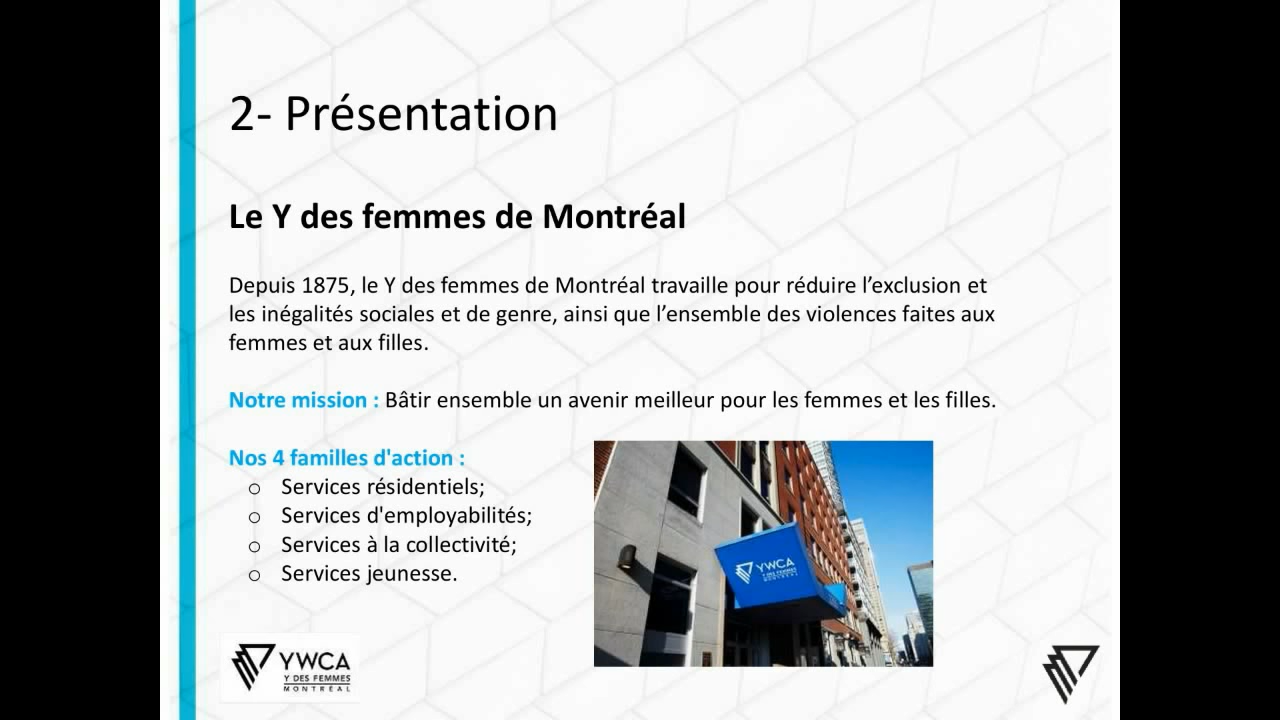 2- Présentation
Le Y des femmes de Montréal
Depuis 1875, le Y des femmes de Montréal travaille pour réduire l’exclusion et
les inégalités sociales et de genre, ainsi que l’ensemble des violences faites aux
femmes et aux filles.
Notre mission : Bâtir ensemble un avenir meilleur pour les femmes et les filles.
Nos 4 familles d'action :
o Services résidentiels;
o Services d'employabilités;
o Services à la collectivité;
o Services jeunesse.
YWCA
Y DES FEMMES
MONTRÉAL
YWCA
Y DES FEMMES
MONTRÉAL